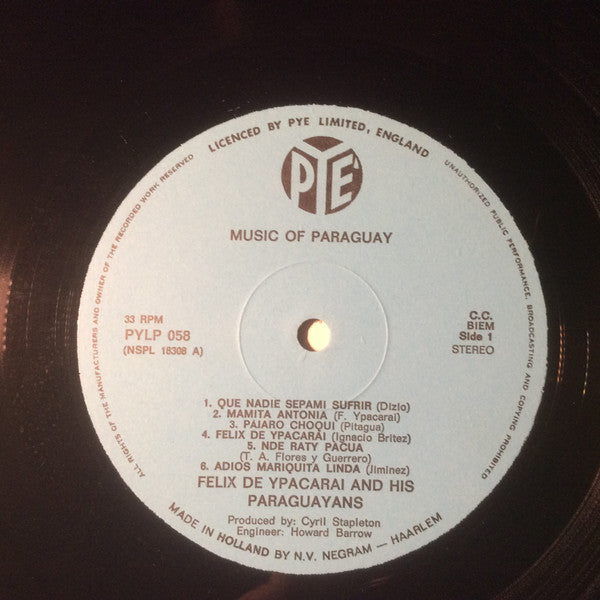 LICENCED BY PYE LIMITED, ENGLAND
PYE
MUSIC OF PARAGUAY
33 RPM
PYLP 058
(NSPL 18308 A)
C.C.
BIEM
Side 1
STEREO
1. QUE NADIE SEPAMI SUFRIR (Dizlo)
2. MAMITA ANTONIA (F. Ypacarai)
3. PAIARO CHOQUI (Pitagua)
4. FELIX DE YPACARAI (Ignacio Britez)
5. NDE RATY PACUA
(T. A. Flores y Guerrero)
6. ADIOS MARIQUITA LINDA (Jiminez)
FELIX DE YPACARAI AND HIS
PARAGUAYANS
Produced by: Cyril Stapleton
Engineer: Howard Barrow
MADE IN HOLLAND BY N.V. NEGRAM — HAARLEM
ALL RIGHTS OF THE MANUFACTURERS AND OWNER OF THE RECORDED WORK RESERVED
UNAUTHORIZED PUBLIC PERFORMANCE, BROADCASTING AND COPYING PROHIBITED